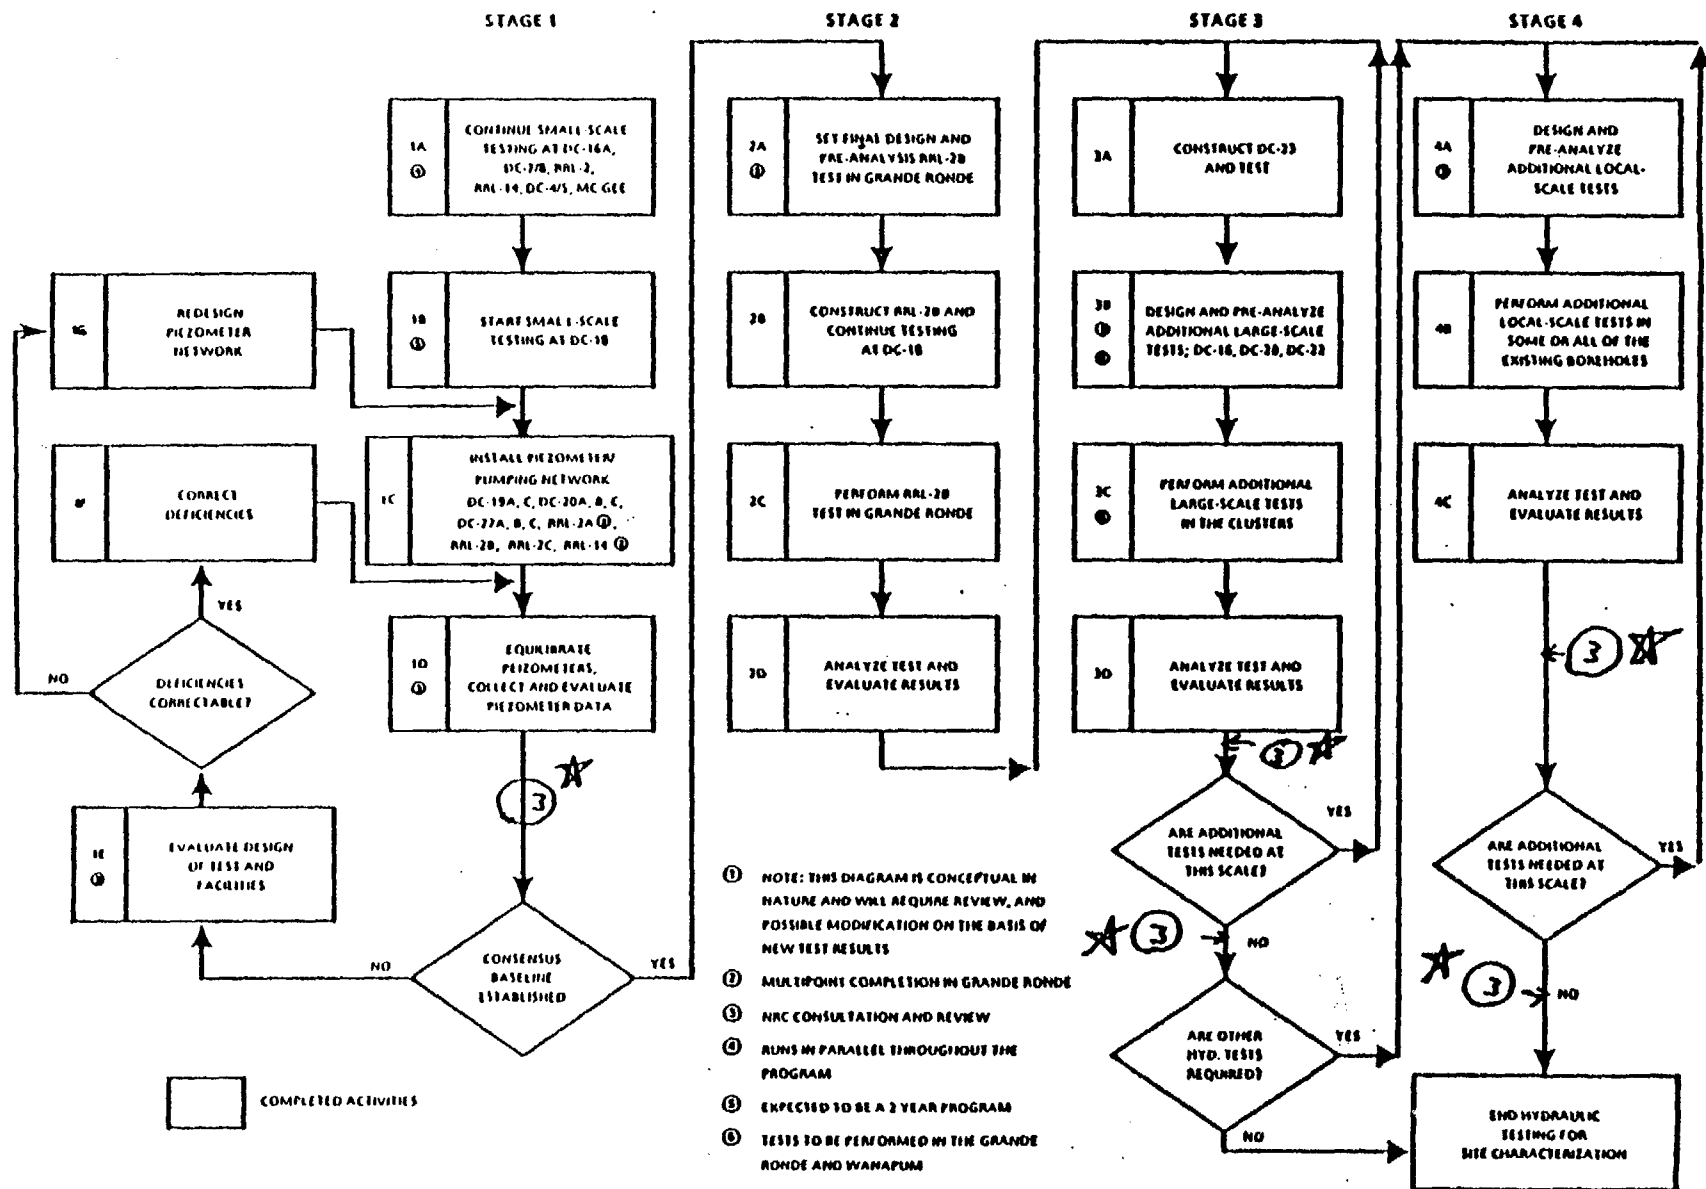 STAGE 1
1A
④
CONTINUE SMALL-SCALE
TESTING AT DC-16A,
DC-7/8, RRL-2,
RRL-14, DC-4/5, MC GEE
1B
⑤
START SMALL-SCALE
TESTING AT DC-18
REDESIGN
PIEZOMETER
NETWORK
1C
INSTALL PIEZOMETER/
PUMPING NETWORK
DC-19A, C, DC-20A, B, C,
DC-22A, B, C, RRL-2A ②,
RRL-2B, RRL-2C, RRL-14 ②
CORRECT
DEFICIENCIES
YES
NO
DEFICIENCIES
CORRECTABLE?
1D
③
EQUILIBRATE
PEIZOMETERS,
COLLECT AND EVALUATE
PIEZOMETER DATA
3
1E
EVALUATE DESIGN
OF TEST AND
FACILITIES
NO
CONSENSUS
BASELINE
ESTABLISHED
YES
COMPLETED ACTIVITIES
STAGE 2
2A
③
SET FINAL DESIGN AND
PRE-ANALYSIS RRL-2B
TEST IN GRANDE RONDE
2B
CONSTRUCT RRL-2B AND
CONTINUE TESTING
AT DC-18
2C
PERFORM RRL-2B
TEST IN GRANDE RONDE
ANALYZE TEST AND
EVALUATE RESULTS
① NOTE: THIS DIAGRAM IS CONCEPTUAL IN
NATURE AND WILL REQUIRE REVIEW, AND
POSSIBLE MODIFICATION ON THE BASIS OF
NEW TEST RESULTS
② MULTIPOINT COMPLETION IN GRANDE RONDE
③ NRC CONSULTATION AND REVIEW
④ RUNS IN PARALLEL THROUGHOUT THE
PROGRAM
⑤ EXPECTED TO BE A 2 YEAR PROGRAM
⑥ TESTS TO BE PERFORMED IN THE GRANDE
RONDE AND WANAPUM
STAGE 3
3A
CONSTRUCT DC-23
AND TEST
3B
DESIGN AND PRE-ANALYZE
ADDITIONAL LARGE-SCALE
TESTS; DC-16, DC-20, DC-22
3C
PERFORM ADDITIONAL
LARGE-SCALE TESTS
IN THE CLUSTERS
3D
ANALYZE TEST AND
EVALUATE RESULTS
3
ARE ADDITIONAL
TESTS NEEDED AT
THIS SCALE?
YES
3
NO
ARE OTHER
HYD. TESTS
REQUIRED?
YES
NO
STAGE 4
4A
DESIGN AND
PRE-ANALYZE
ADDITIONAL LOCAL-
SCALE TESTS
4B
PERFORM ADDITIONAL
LOCAL-SCALE TESTS IN
SOME OR ALL OF THE
EXISTING BOREHOLES
4C
ANALYZE TEST AND
EVALUATE RESULTS
3
ARE ADDITIONAL
TESTS NEEDED AT
THIS SCALE?
YES
3
NO
END HYDRAULIC
TESTING FOR
SITE CHARACTERIZATION